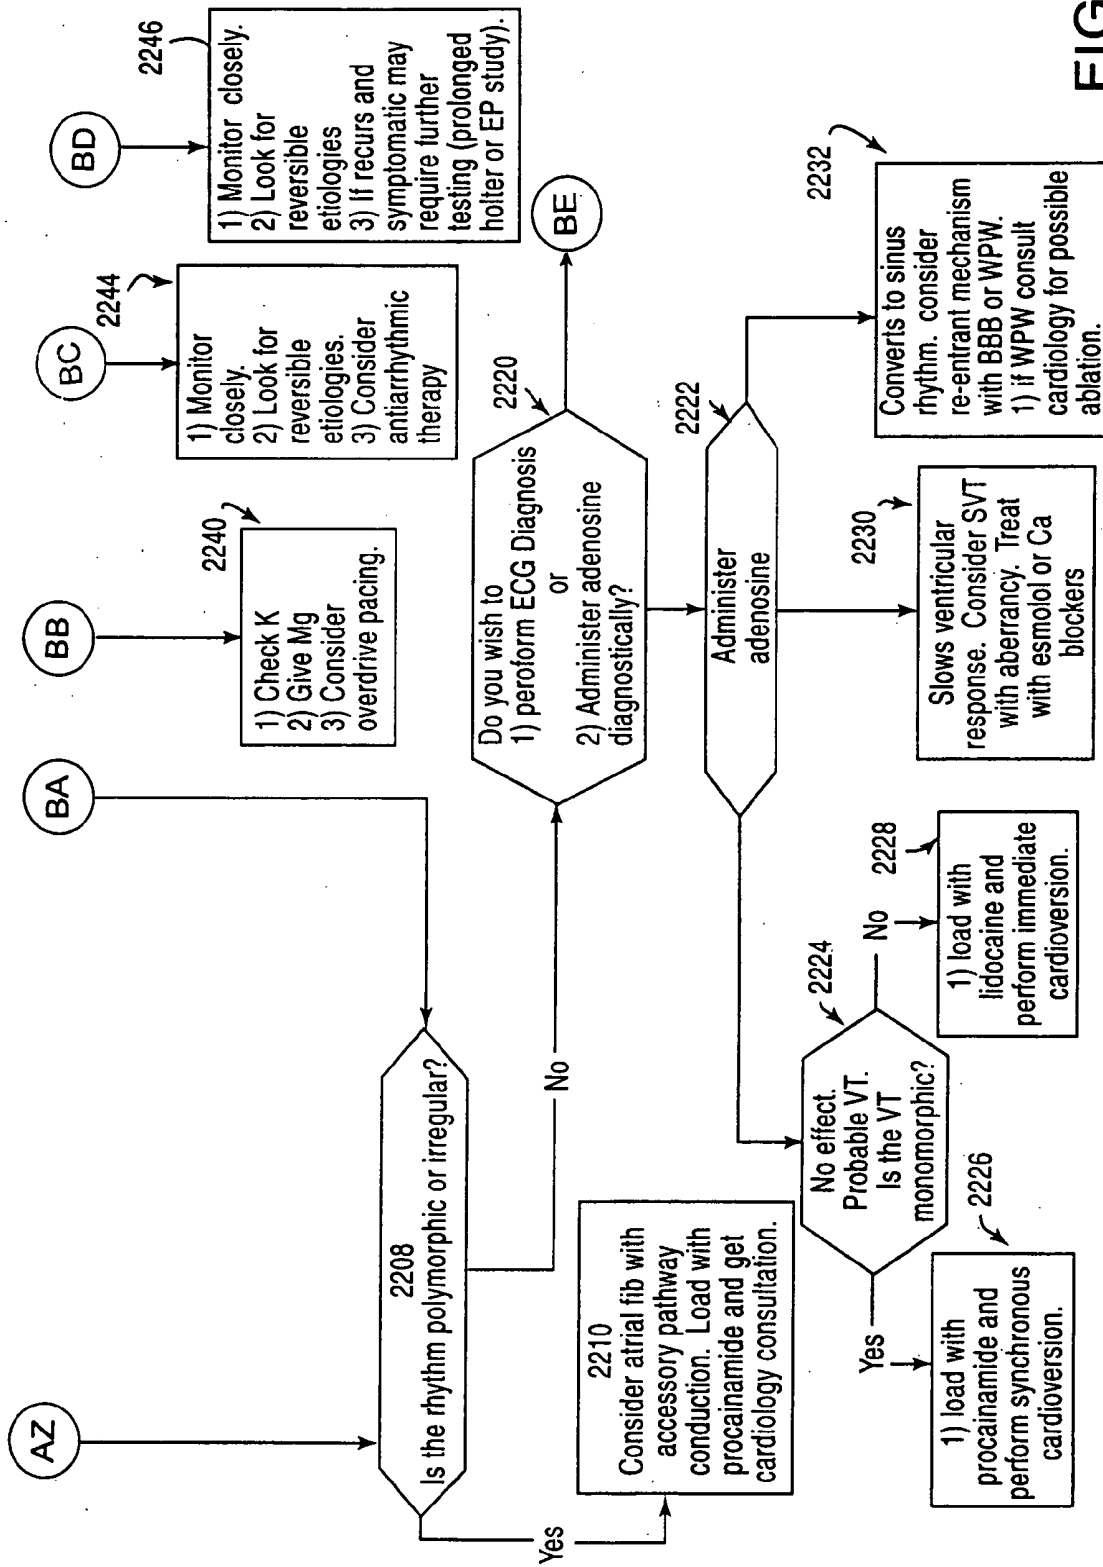 AZ
BA
BB
BC
BD
2208
Is the rhythm polymorphic or irregular?
Yes
No
2210
Consider atrial fib with
accessory pathway
conduction. Load with
procainamide and get
cardiology consultation.
2240
1) Check K
2) Give Mg
3) Consider
overdrive pacing.
2244
1) Monitor
closely.
2) Look for
reversible
etiologies.
3) Consider
antiarrhythmic
therapy
2246
1) Monitor closely.
2) Look for
reversible
etiologies
3) If recurs and
symptomatic may
require further
testing (prolonged
holter or EP study).
2220
Do you wish to
1) peroform ECG Diagnosis
or
2) Administer adenosine
diagnostically?
BE
2222
Administer
adenosine
2224
No effect.
Probable VT.
Is the VT
monomorphic?
Yes
No
2226
1) load with
procainamide and
perform synchronous
cardioversion.
2228
1) load with
lidocaine and
perform immediate
cardioversion.
2230
Slows ventricular
response. Consider SVT
with aberrancy. Treat
with esmolol or Ca
blockers
2232
Converts to sinus
rhythm. consider
re-entrant mechanism
with BBB or WPW.
1) if WPW consult
cardiology for possible
ablation.
FIG